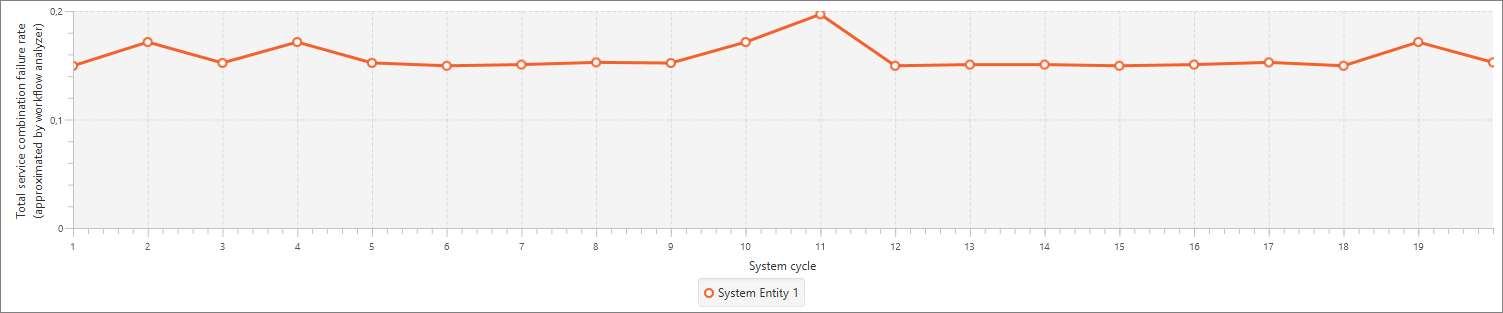 Total service combination failure rate
(approximated by workflow analyzer)
0,2
0,1
0
1 2 3 4 5 6 7 8 9 10 11 12 13 14 15 16 17 18 19
System cycle
System Entity 1